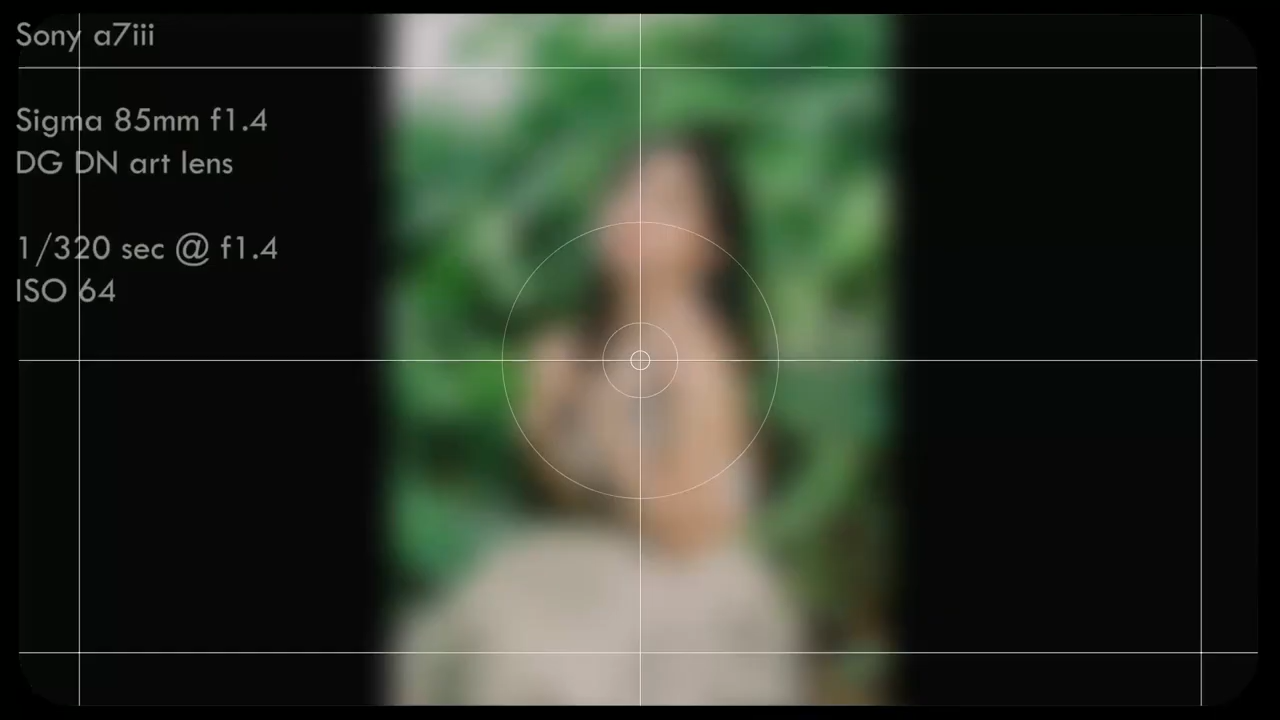 Sony a7iii
Sigma 85mm f1.4
DG DN art lens
1/320 sec @ f1.4
ISO 64